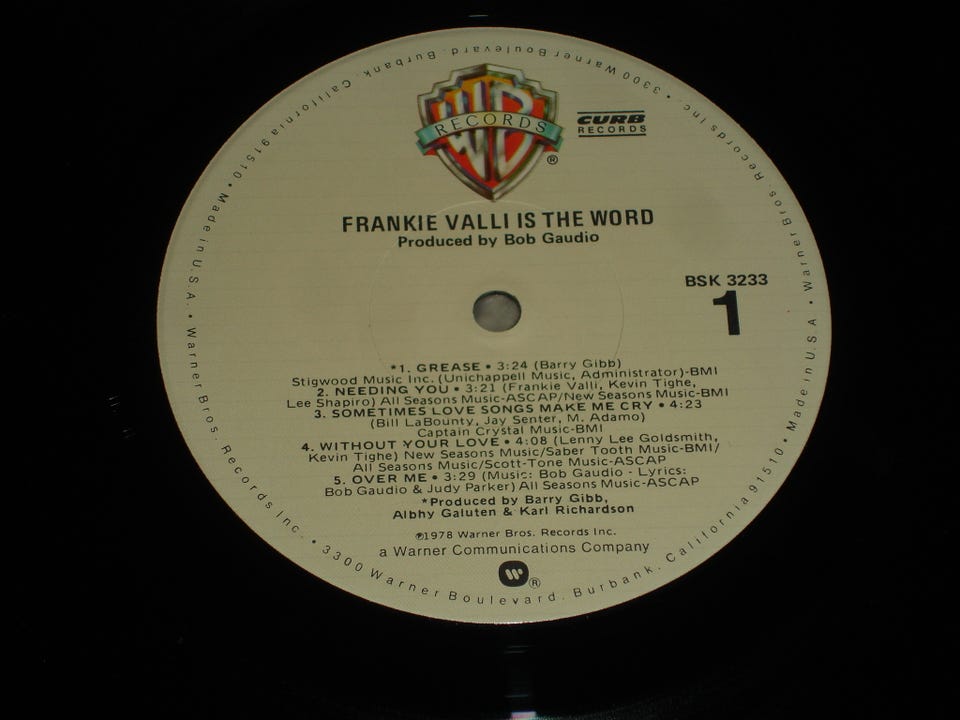 RECORDS
WB
®
CURB
RECORDS
FRANKIE VALLI IS THE WORD
Produced by Bob Gaudio
BSK 3233
1
*1. GREASE • 3:24 (Barry Gibb)
Stigwood Music Inc. (Unichappell Music, Administrator)-BMI
2. NEEDING YOU • 3:21 (Frankie Valli, Kevin Tighe,
Lee Shapiro) All Seasons Music-ASCAP/New Seasons Music-BMI
3. SOMETIMES LOVE SONGS MAKE ME CRY • 4:23
(Bill LaBounty, Jay Senter, M. Adamo)
Captain Crystal Music-BMI
4. WITHOUT YOUR LOVE • 4:08 (Lenny Lee Goldsmith,
Kevin Tighe) New Seasons Music/Saber Tooth Music-BMI/
All Seasons Music/Scott-Tone Music-ASCAP
5. OVER ME • 3:29 (Music: Bob Gaudio - Lyrics:
Bob Gaudio & Judy Parker) All Seasons Music-ASCAP
*Produced by Barry Gibb,
Albhy Galuten & Karl Richardson
℗1978 Warner Bros. Records Inc.
a Warner Communications Company
®
Warner Bros. Records Inc. • 3300 Warner Boulevard. Burbank. California 91510 • Made in U.S.A • Warner Bros. Records Inc. • 3300 Warner Boulevard. Burbank. California 91510 • Made in U.S.A. •